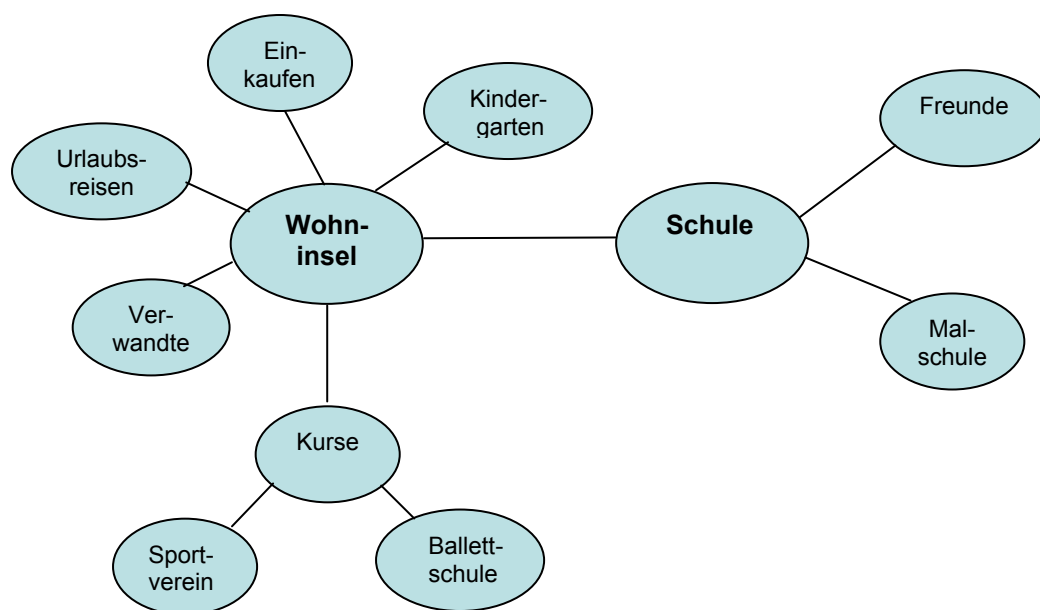 Ein-
kaufen
Kinder-
garten
Freunde
Urlaubs-
reisen
Wohn-
insel
Schule
Ver-
wandte
Mal-
schule
Kurse
Sport-
verein
Ballett-
schule